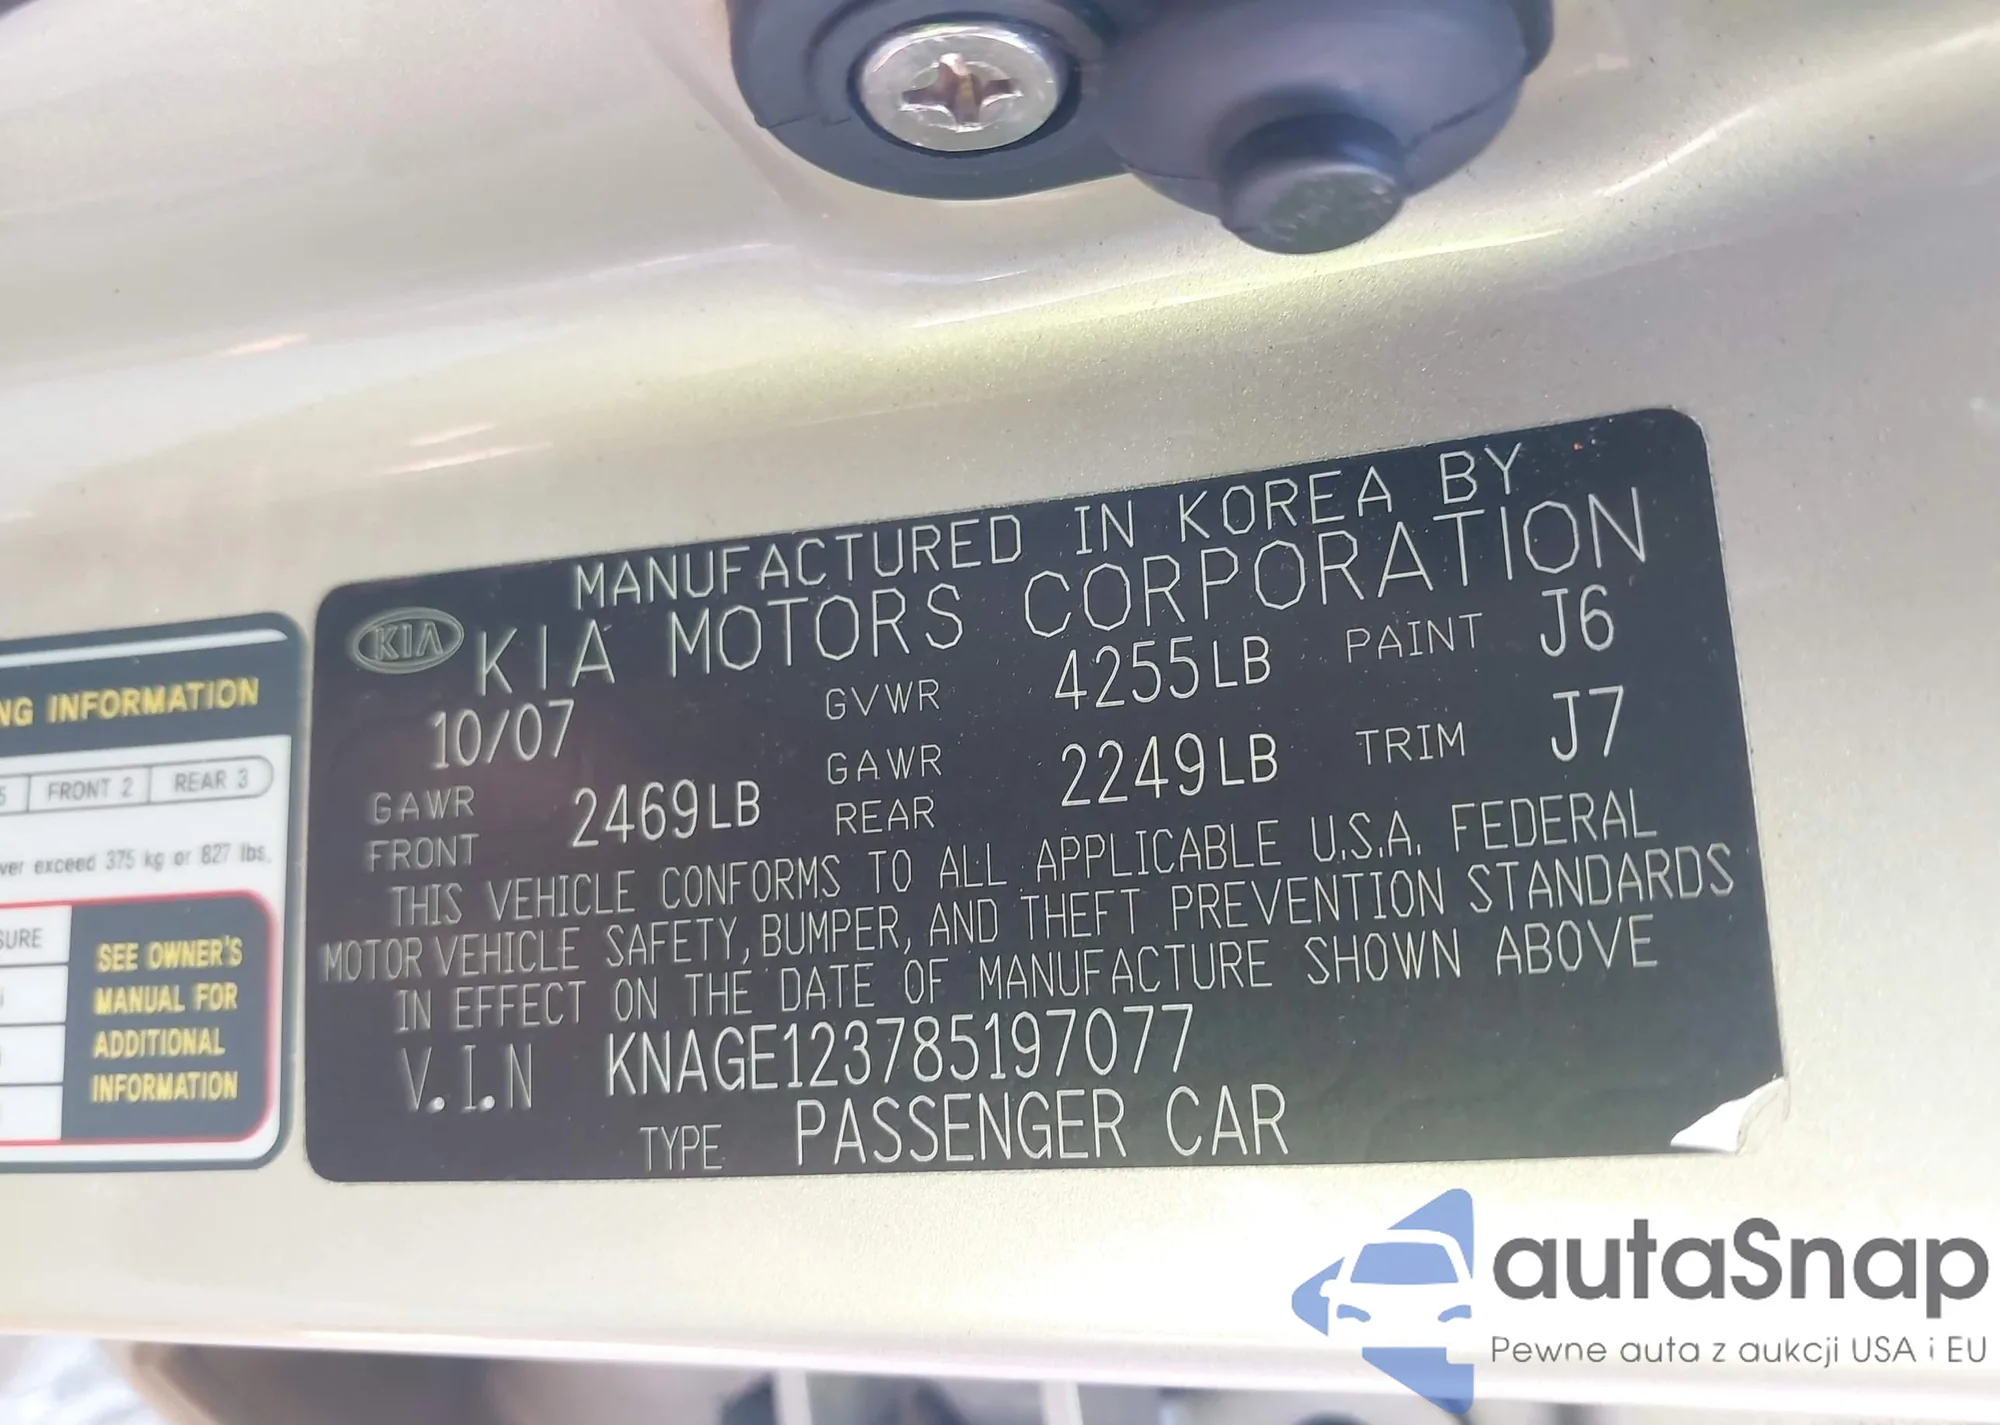 MANUFACTURED IN KOREA BY
KIA KIA MOTORS CORPORATION
10/07 GVWR 4255LB PAINT J6
GAWR FRONT 2469LB GAWR REAR 2249LB TRIM J7
THIS VEHICLE CONFORMS TO ALL APPLICABLE U.S.A. FEDERAL
MOTOR VEHICLE SAFETY, BUMPER, AND THEFT PREVENTION STANDARDS
IN EFFECT ON THE DATE OF MANUFACTURE SHOWN ABOVE
V.I.N KNAGE123785197077
TYPE PASSENGER CAR
INFORMATION
5 FRONT 2 REAR 3
exceed 375 kg or 827 lbs.
SEE OWNER'S
MANUAL FOR
ADDITIONAL
INFORMATION
autaSnap
Pewne auta z aukcji USA i EU